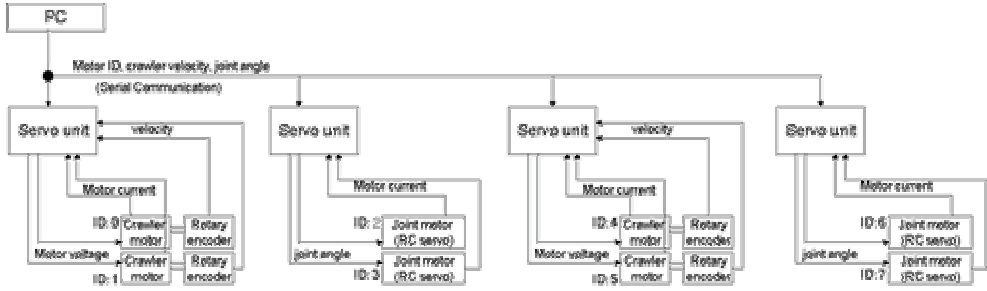 PC
Motor ID, crawler velocity, joint angle
(Serial Communication)
Servo unit
velocity
Servo unit
Servo unit
velocity
Servo unit
Motor current
Motor current
Motor current
Motor current
ID: 0
Crawler
motor
Rotary
encoder
ID: 2
Joint motor
(RC servo)
ID: 4
Crawler
motor
Rotary
encoder
ID: 6
Joint motor
(RC servo)
Motor voltage
ID: 1
Crawler
motor
Rotary
encoder
joint angle
ID: 3
Joint motor
(RC servo)
Motor voltage
ID: 5
Crawler
motor
Rotary
encoder
joint angle
ID: 7
Joint motor
(RC servo)